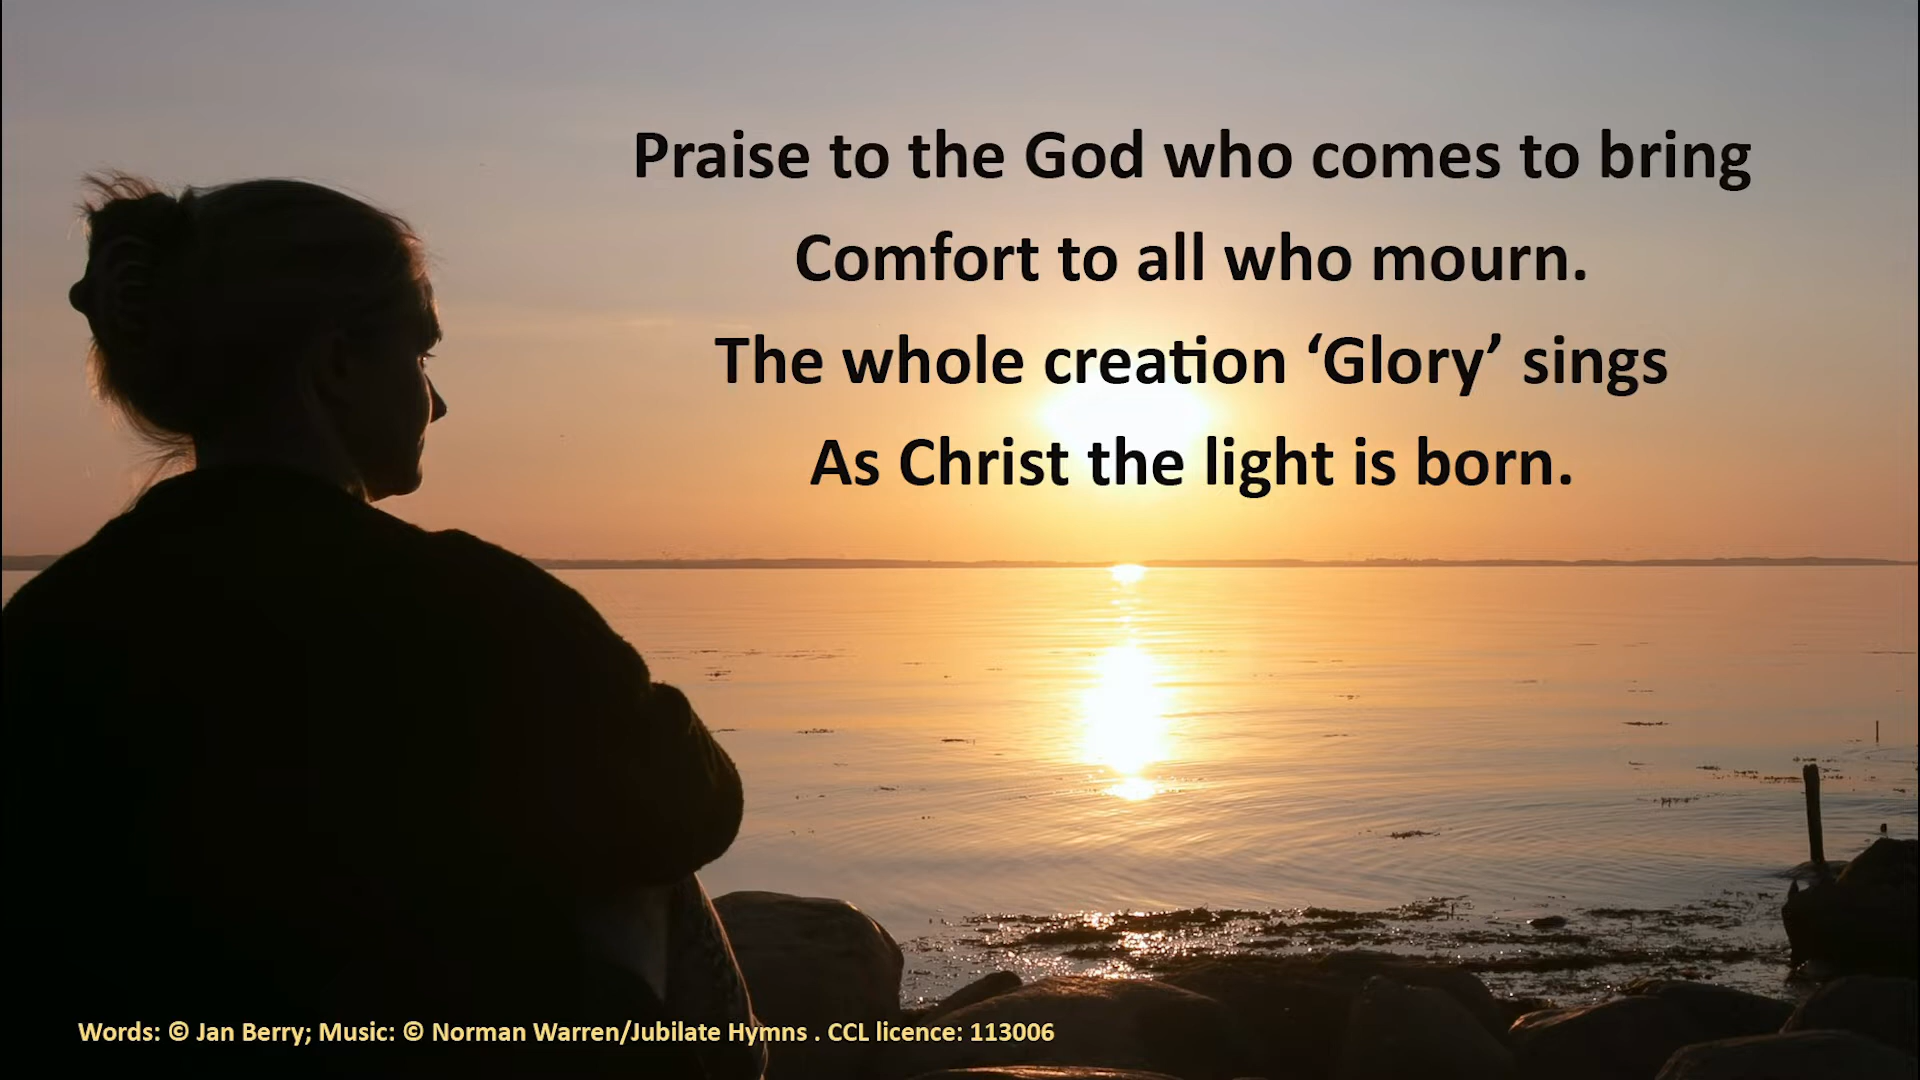 Praise to the God who comes to bring
Comfort to all who mourn.
The whole creation ‘Glory’ sings
As Christ the light is born.
Words: © Jan Berry; Music: © Norman Warren/Jubilate Hymns . CCL licence: 113006